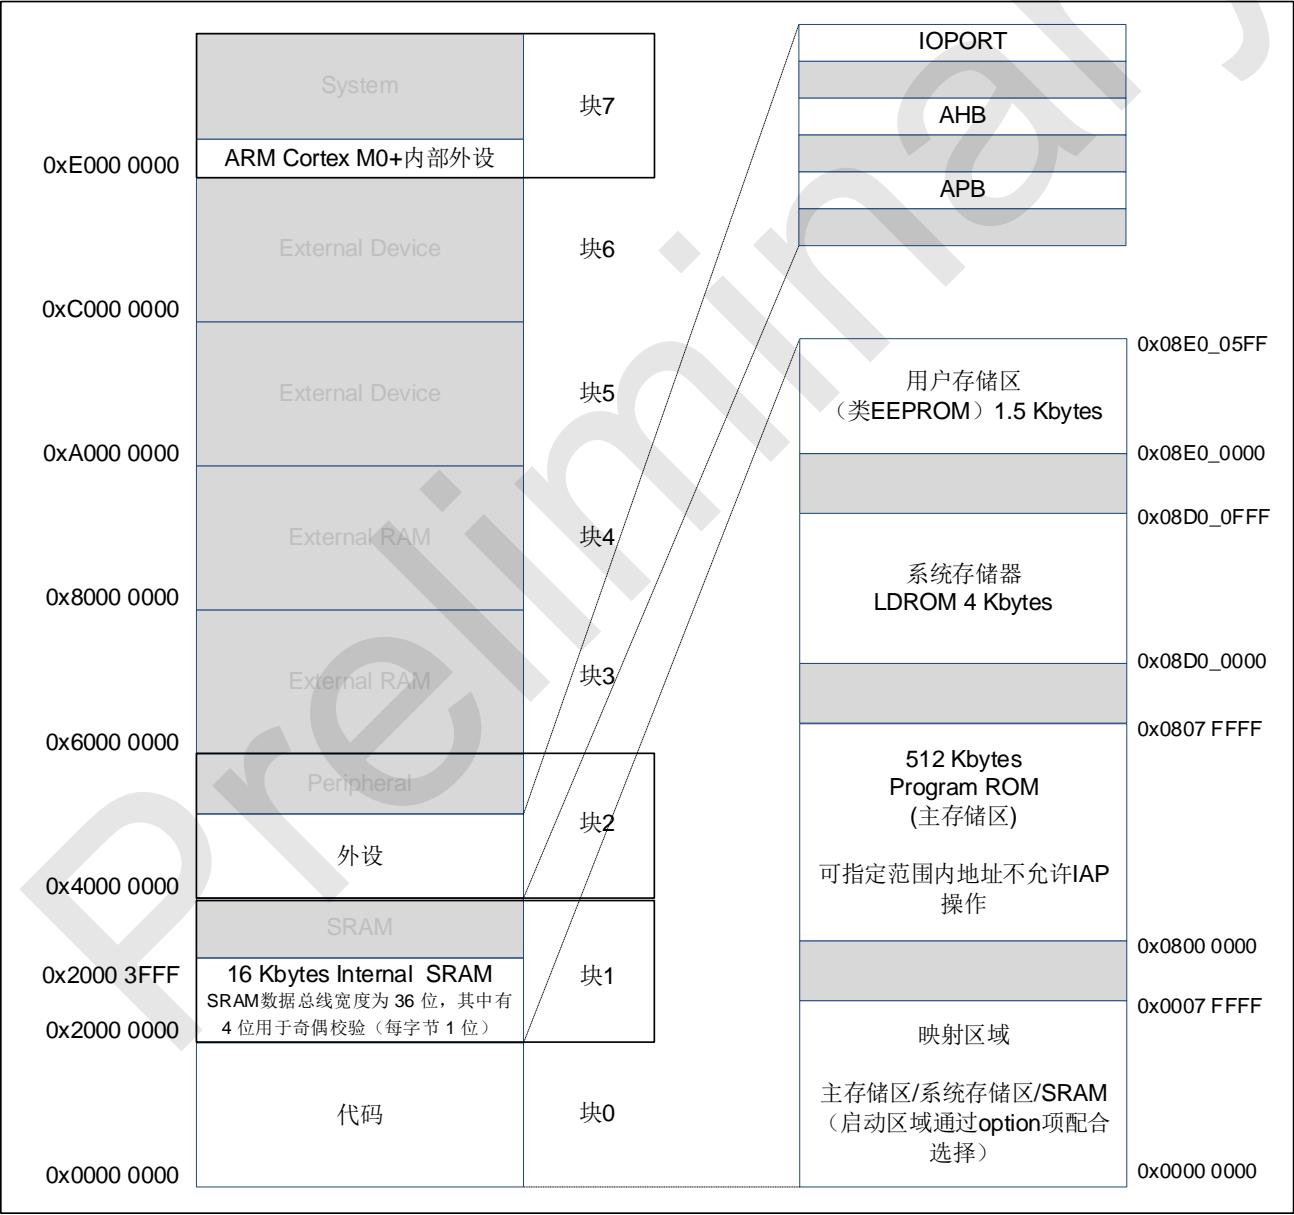 System
块7
0xE000 0000
ARM Cortex M0+内部外设
External Device
块6
0xC000 0000
External Device
块5
0xA000 0000
External RAM
块4
0x8000 0000
External RAM
块3
0x6000 0000
Peripheral
块2
外设
0x4000 0000
SRAM
0x2000 3FFF
16 Kbytes Internal SRAM
SRAM数据总线宽度为 36 位，其中有
4 位用于奇偶校验（每字节 1 位）
块1
0x2000 0000
代码
块0
0x0000 0000
IOPORT
AHB
APB
0x08E0_05FF
用户存储区
（类EEPROM）1.5 Kbytes
0x08E0_0000
0x08D0_0FFF
系统存储器
LDROM 4 Kbytes
0x08D0_0000
0x0807 FFFF
512 Kbytes
Program ROM
(主存储区)
可指定范围内地址不允许IAP
操作
0x0800 0000
0x0007 FFFF
映射区域
主存储区/系统存储区/SRAM
（启动区域通过option项配合
选择）
0x0000 0000
Preliminary